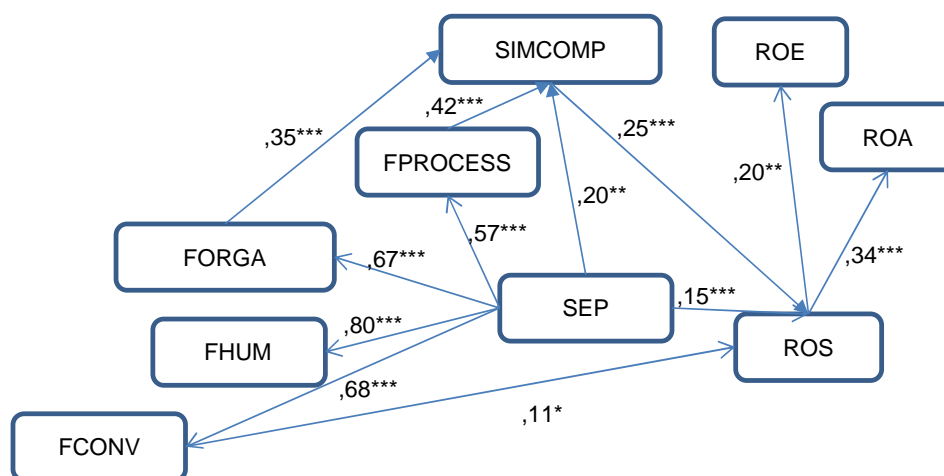 SIMCOMP
ROE
,42***
,25***
ROA
,35***
FPROCESS
,20**
,20**
,57***
FORGA
,67***
,34***
SEP
,15***
,80***
FHUM
ROS
,68***
,11*
FCONV